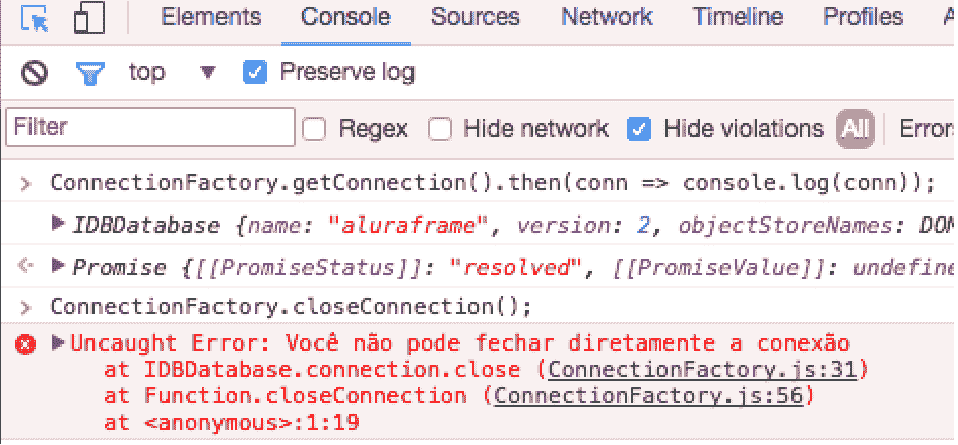 Elements Console Sources Network Timeline Profiles
top Preserve log
Filter Regex Hide network Hide violations All Errors
> ConnectionFactory.getConnection().then(conn => console.log(conn));
▶ IDBDatabase {name: "aluraframe", version: 2, objectStoreNames: DOM
<· ▶ Promise {[[PromiseStatus]]: "resolved", [[PromiseValue]]: undefine
> ConnectionFactory.closeConnection();
▶ Uncaught Error: Você não pode fechar diretamente a conexão
at IDBDatabase.connection.close (ConnectionFactory.js:31)
at Function.closeConnection (ConnectionFactory.js:56)
at <anonymous>:1:19